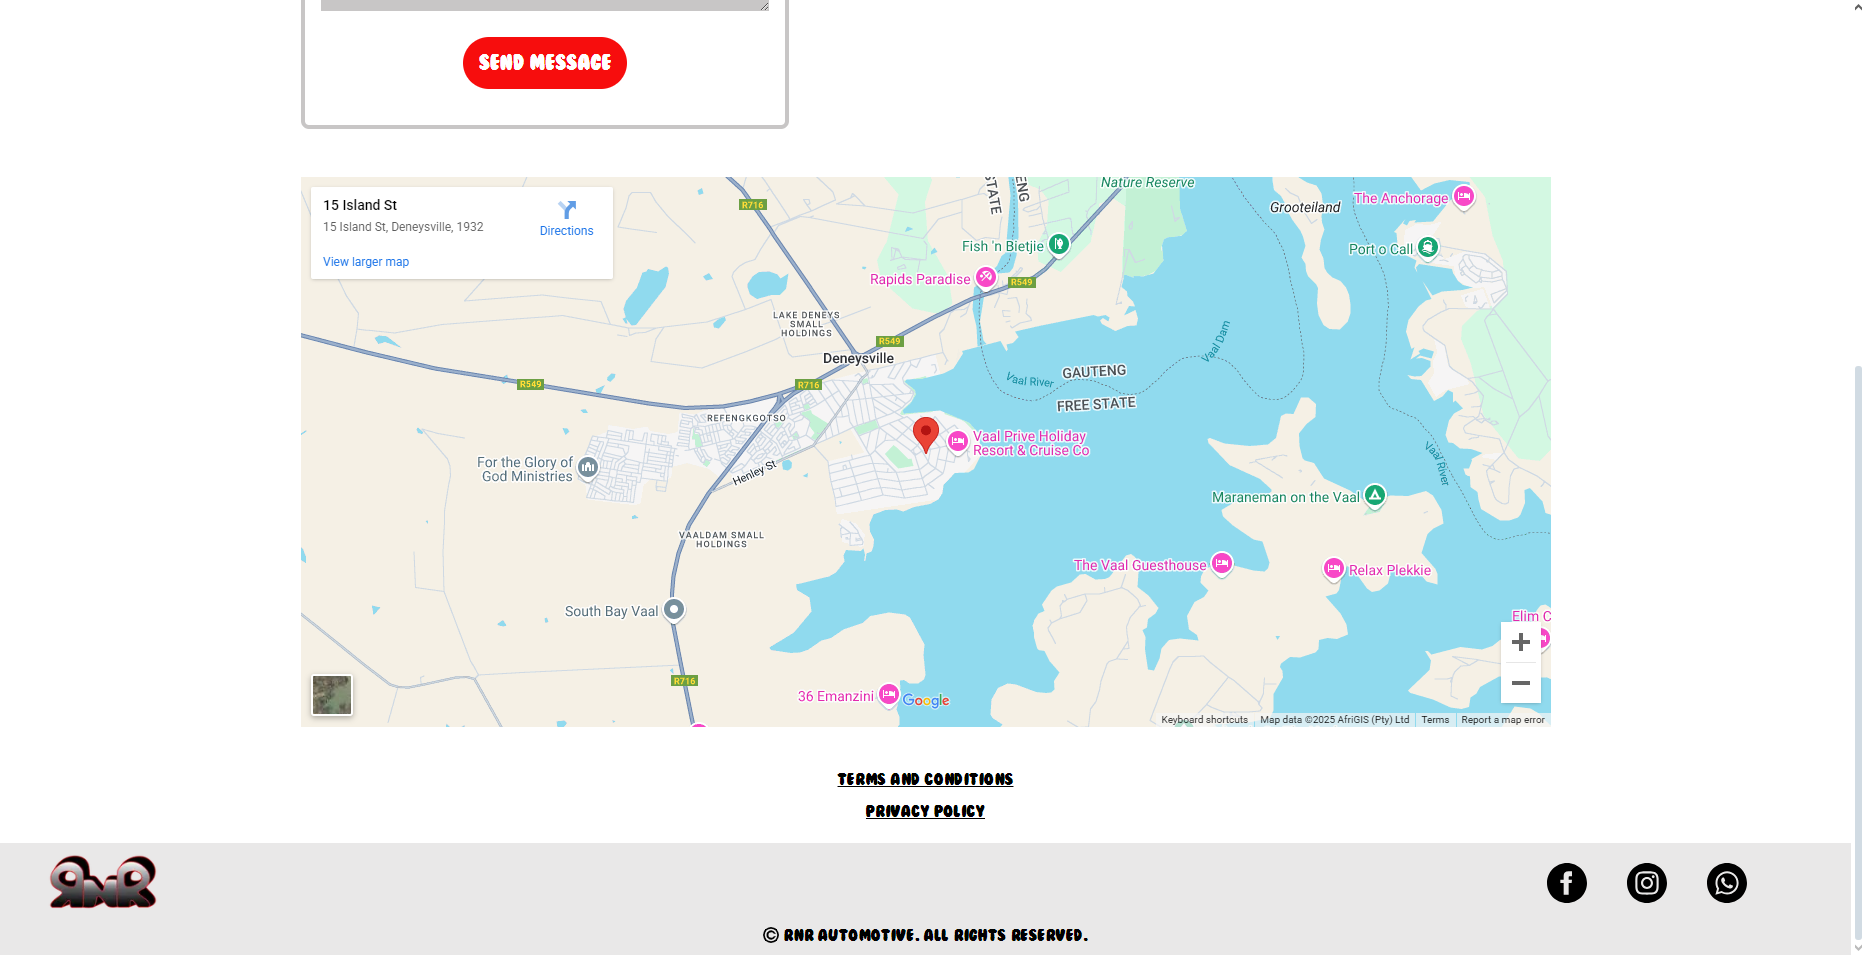 SEND MESSAGE
15 Island St
15 Island St, Deneysville, 1932
Directions
View larger map
R716
STATE
ENG
Nature Reserve
Grooteiland
The Anchorage
Port o Call
Fish 'n Bietjie
Rapids Paradise
R549
LAKE DENEYS
SMALL
HOLDINGS
R549
Deneysville
Vaal Dam
Vaal River
GAUTENG
FREE STATE
R549
R716
REFENGKGOTSO
Vaal Prive Holiday
Resort & Cruise Co
For the Glory of
God Ministries
Henley St
Vaal River
Maraneman on the Vaal
VAALDAM SMALL
HOLDINGS
The Vaal Guesthouse
Relax Plekkie
South Bay Vaal
Elim C
R716
36 Emanzini
Google
Keyboard shortcuts
Map data ©2025 AfriGIS (Pty) Ltd
Terms
Report a map error
TERMS AND CONDITIONS
PRIVACY POLICY
RNR
© RNR AUTOMOTIVE. ALL RIGHTS RESERVED.